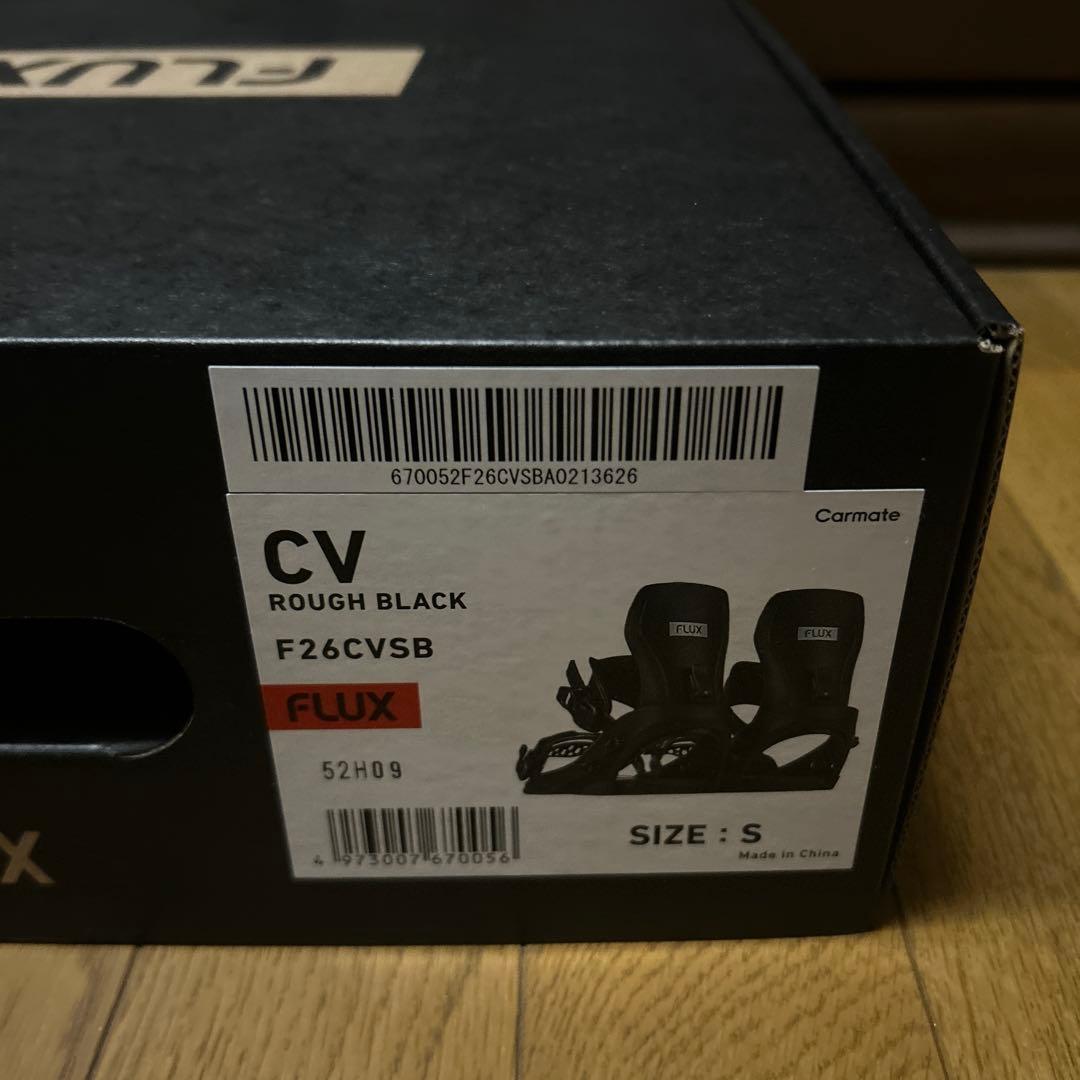 FLUX
670052F26CVSBA0213626
Carmate
CV
ROUGH BLACK
F26CVSB
FLUX
FLUX
FLUX
52H09
4 973007 670056
SIZE : S
Made in China
X